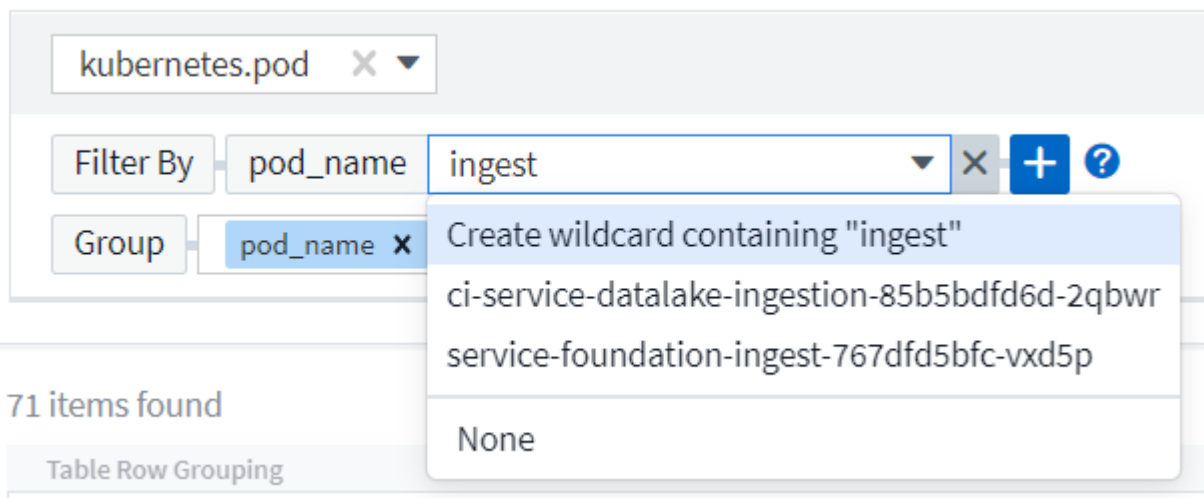 kubernetes.pod
Filter By pod_name ingest
Group pod_name
Create wildcard containing "ingest"
ci-service-datalake-ingestion-85b5bdfd6d-2qbwr
service-foundation-ingest-767dfd5bfc-vxd5p
None
71 items found
Table Row Grouping